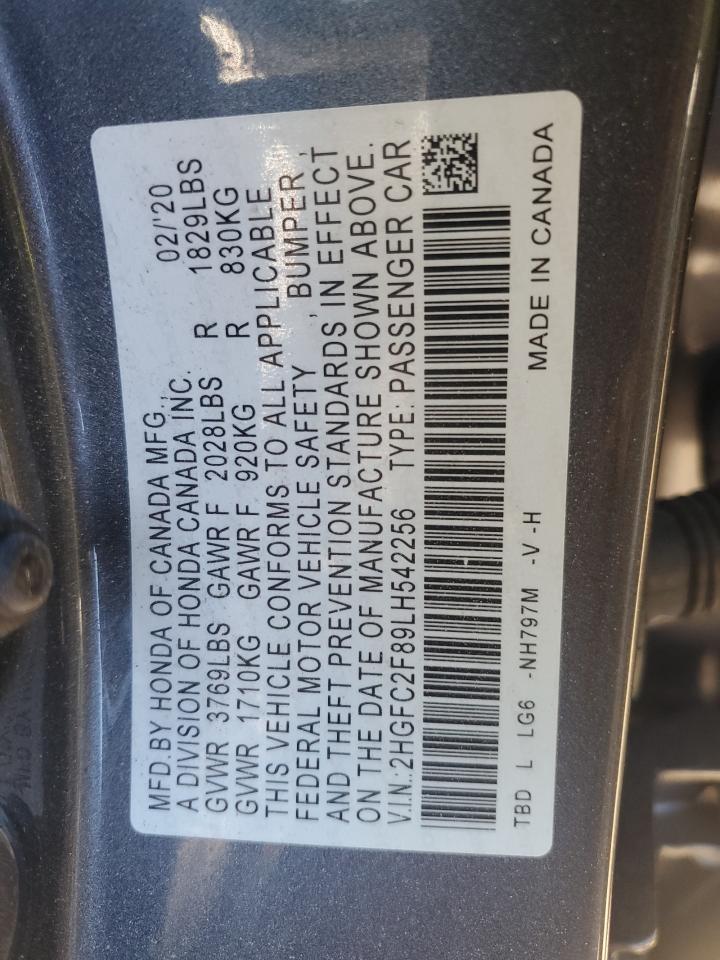 MFD.BY HONDA OF CANADA MFG., 02/'20
A DIVISION OF HONDA CANADA INC.
GVWR 3769LBS GAWR F 2028LBS R 1829LBS
GVWR 1710KG GAWR F 920KG R 830KG
THIS VEHICLE CONFORMS TO ALL APPLICABLE
FEDERAL MOTOR VEHICLE SAFETY , BUMPER ,
AND THEFT PREVENTION STANDARDS IN EFFECT
ON THE DATE OF MANUFACTURE SHOWN ABOVE.
V.I.N.:2HGFC2F89LH542256 TYPE: PASSENGER CAR
TBD L LG6 -NH797M -V -H MADE IN CANADA